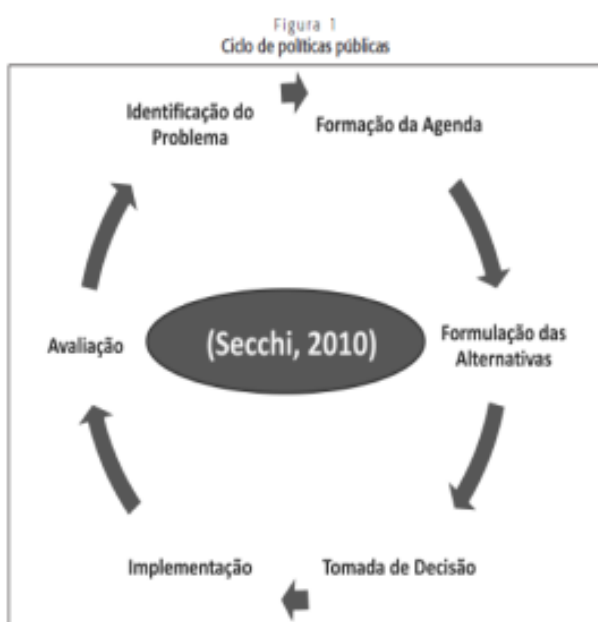 Figura 1
Ciclo de políticas públicas
Identificação do
Problema
Formação da Agenda
Formulação das
Alternativas
Tomada de Decisão
Implementação
Avaliação
(Secchi, 2010)